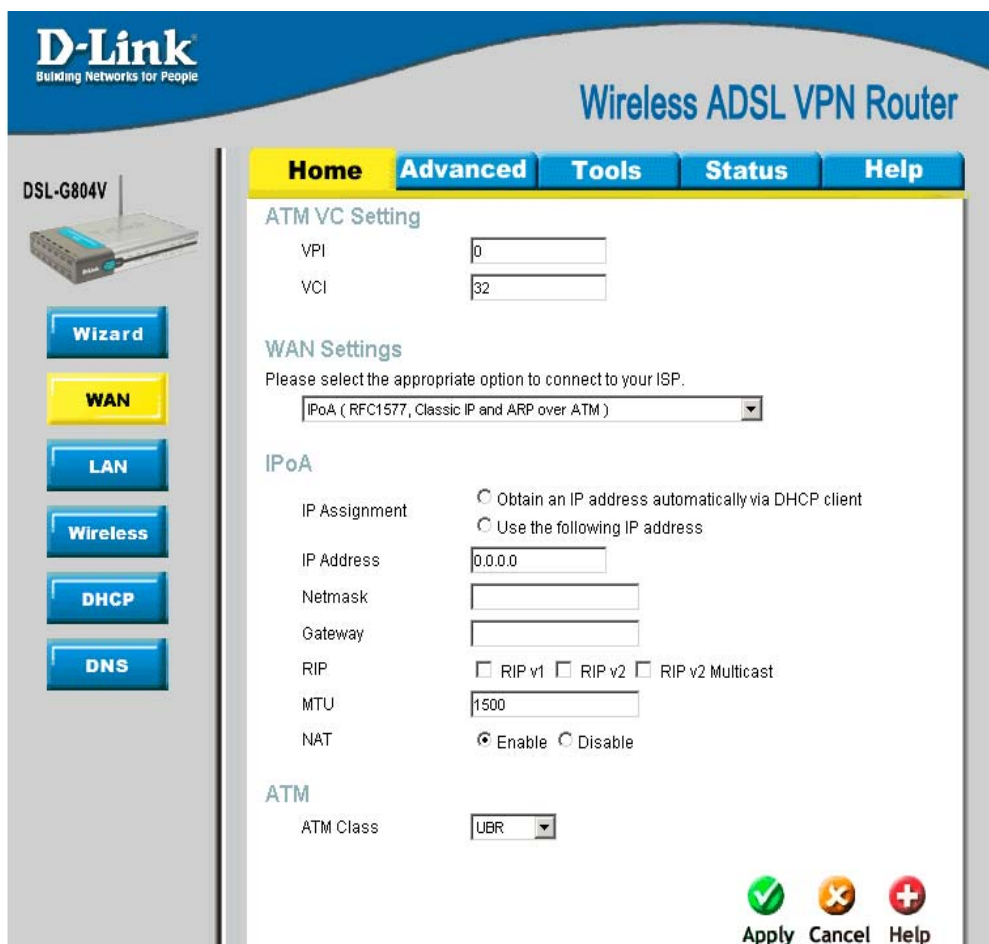 D-Link
Building Networks for People
Wireless ADSL VPN Router
DSL-G804V
Home Advanced Tools Status Help
Wizard
WAN
LAN
Wireless
DHCP
DNS
ATM VC Setting
VPI 0
VCI 32
WAN Settings
Please select the appropriate option to connect to your ISP.
IPoA ( RFC1577, Classic IP and ARP over ATM )
IPoA
IP Assignment
Obtain an IP address automatically via DHCP client
Use the following IP address
IP Address 0.0.0.0
Netmask
Gateway
RIP RIP v1 RIP v2 RIP v2 Multicast
MTU 1500
NAT Enable Disable
ATM
ATM Class UBR
Apply Cancel Help